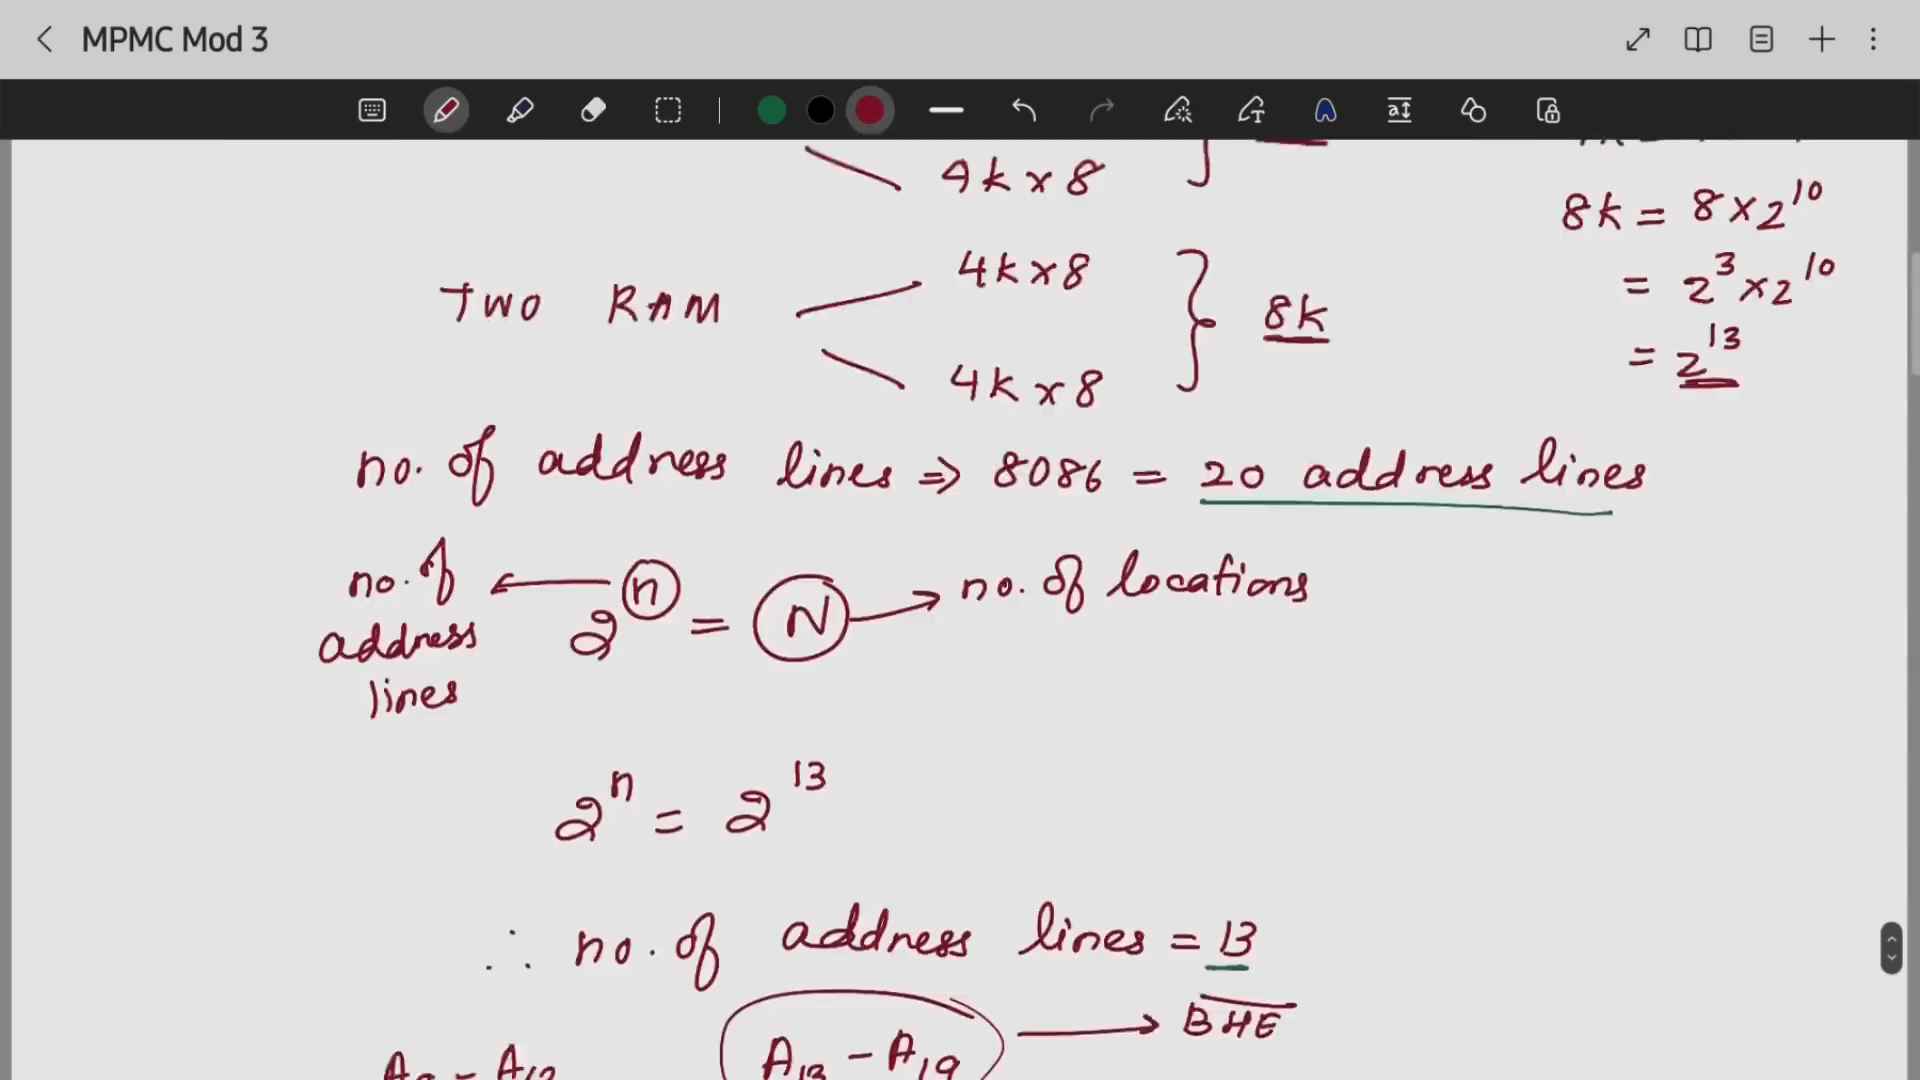 MPMC Mod 3
4k x 8
8k = 8 x 2^10
TWO RAM
4k x 8
8k
= 2^3 x 2^10
4k x 8
= 2^13
no. of address lines ⇒ 8086 = 20 address lines
no. of address lines
2^n = N
no. of locations
2^n = 2^13
∴ no. of address lines = 13
A13 - A19
BHE